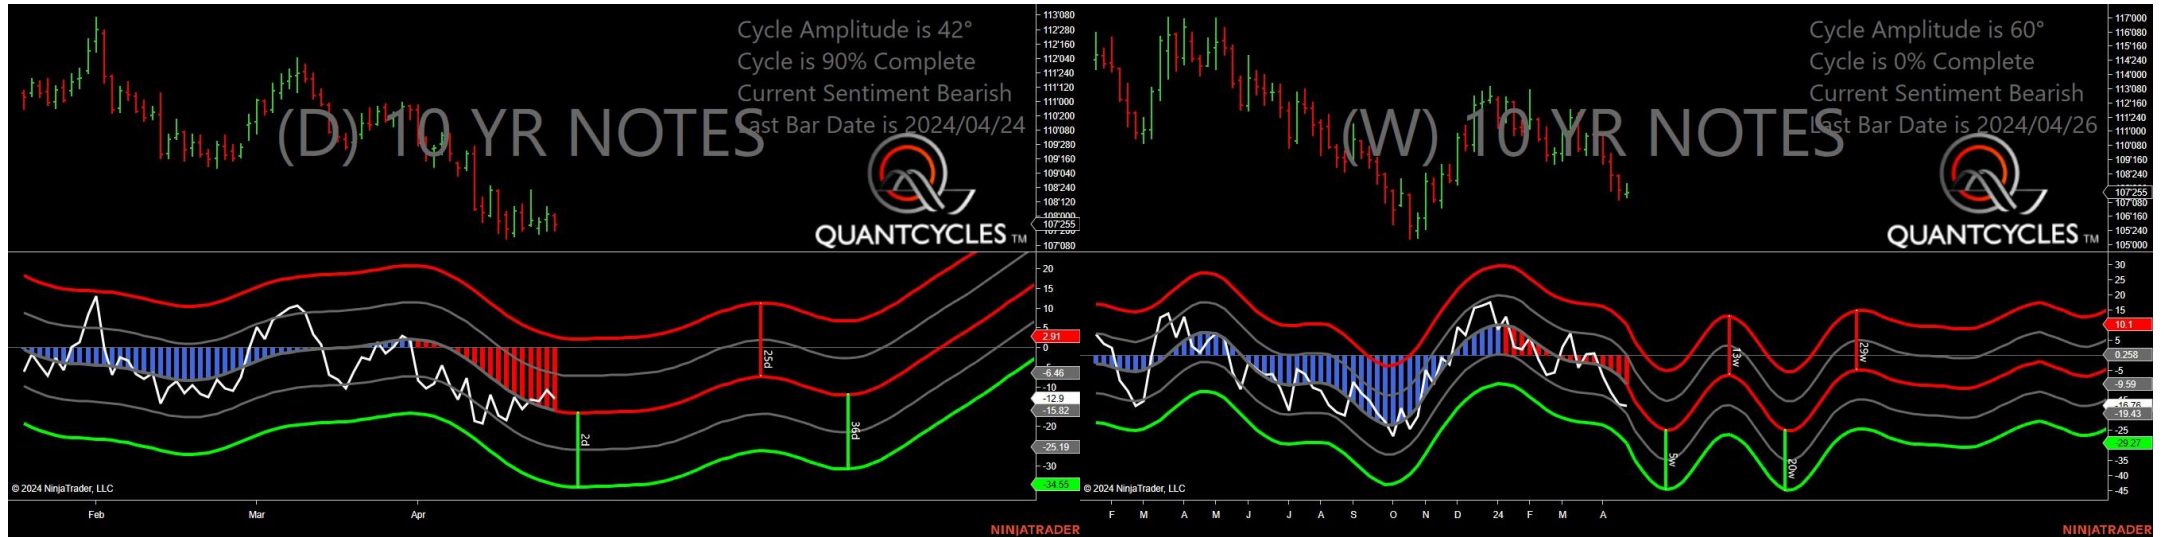 Cycle Amplitude is 42°
Cycle is 90% Complete
Current Sentiment Bearish
Last Bar Date is 2024/04/24
(D) 10 YR NOTES
QUANTCYCLES TM
113'080
112'280
112'160
112'040
111'240
111'120
111'000
110'200
110'080
109'280
109'160
109'040
108'240
108'120
108'000
107'255
107'080
20
15
10
5
2.91
0
-6.46
-10
-12.9
-15.82
-20
-25.19
-30
-34.55
25d
2d
36d
© 2024 NinjaTrader, LLC
Feb Mar Apr
NINJATRADER
Cycle Amplitude is 60°
Cycle is 0% Complete
Current Sentiment Bearish
Last Bar Date is 2024/04/26
(W) 10 YR NOTES
QUANTCYCLES TM
117'000
116'080
115'160
114'240
114'000
113'080
112'160
111'240
111'000
110'080
109'160
108'240
107'255
107'080
106'160
105'240
105'000
30
25
20
15
10.1
5
0.258
-5
-9.59
-16.76
-19.43
-25
-29.27
-35
-40
-45
13w
29w
5w
20w
© 2024 NinjaTrader, LLC
F M A M J J A S O N D 24 F M A
NINJATRADER